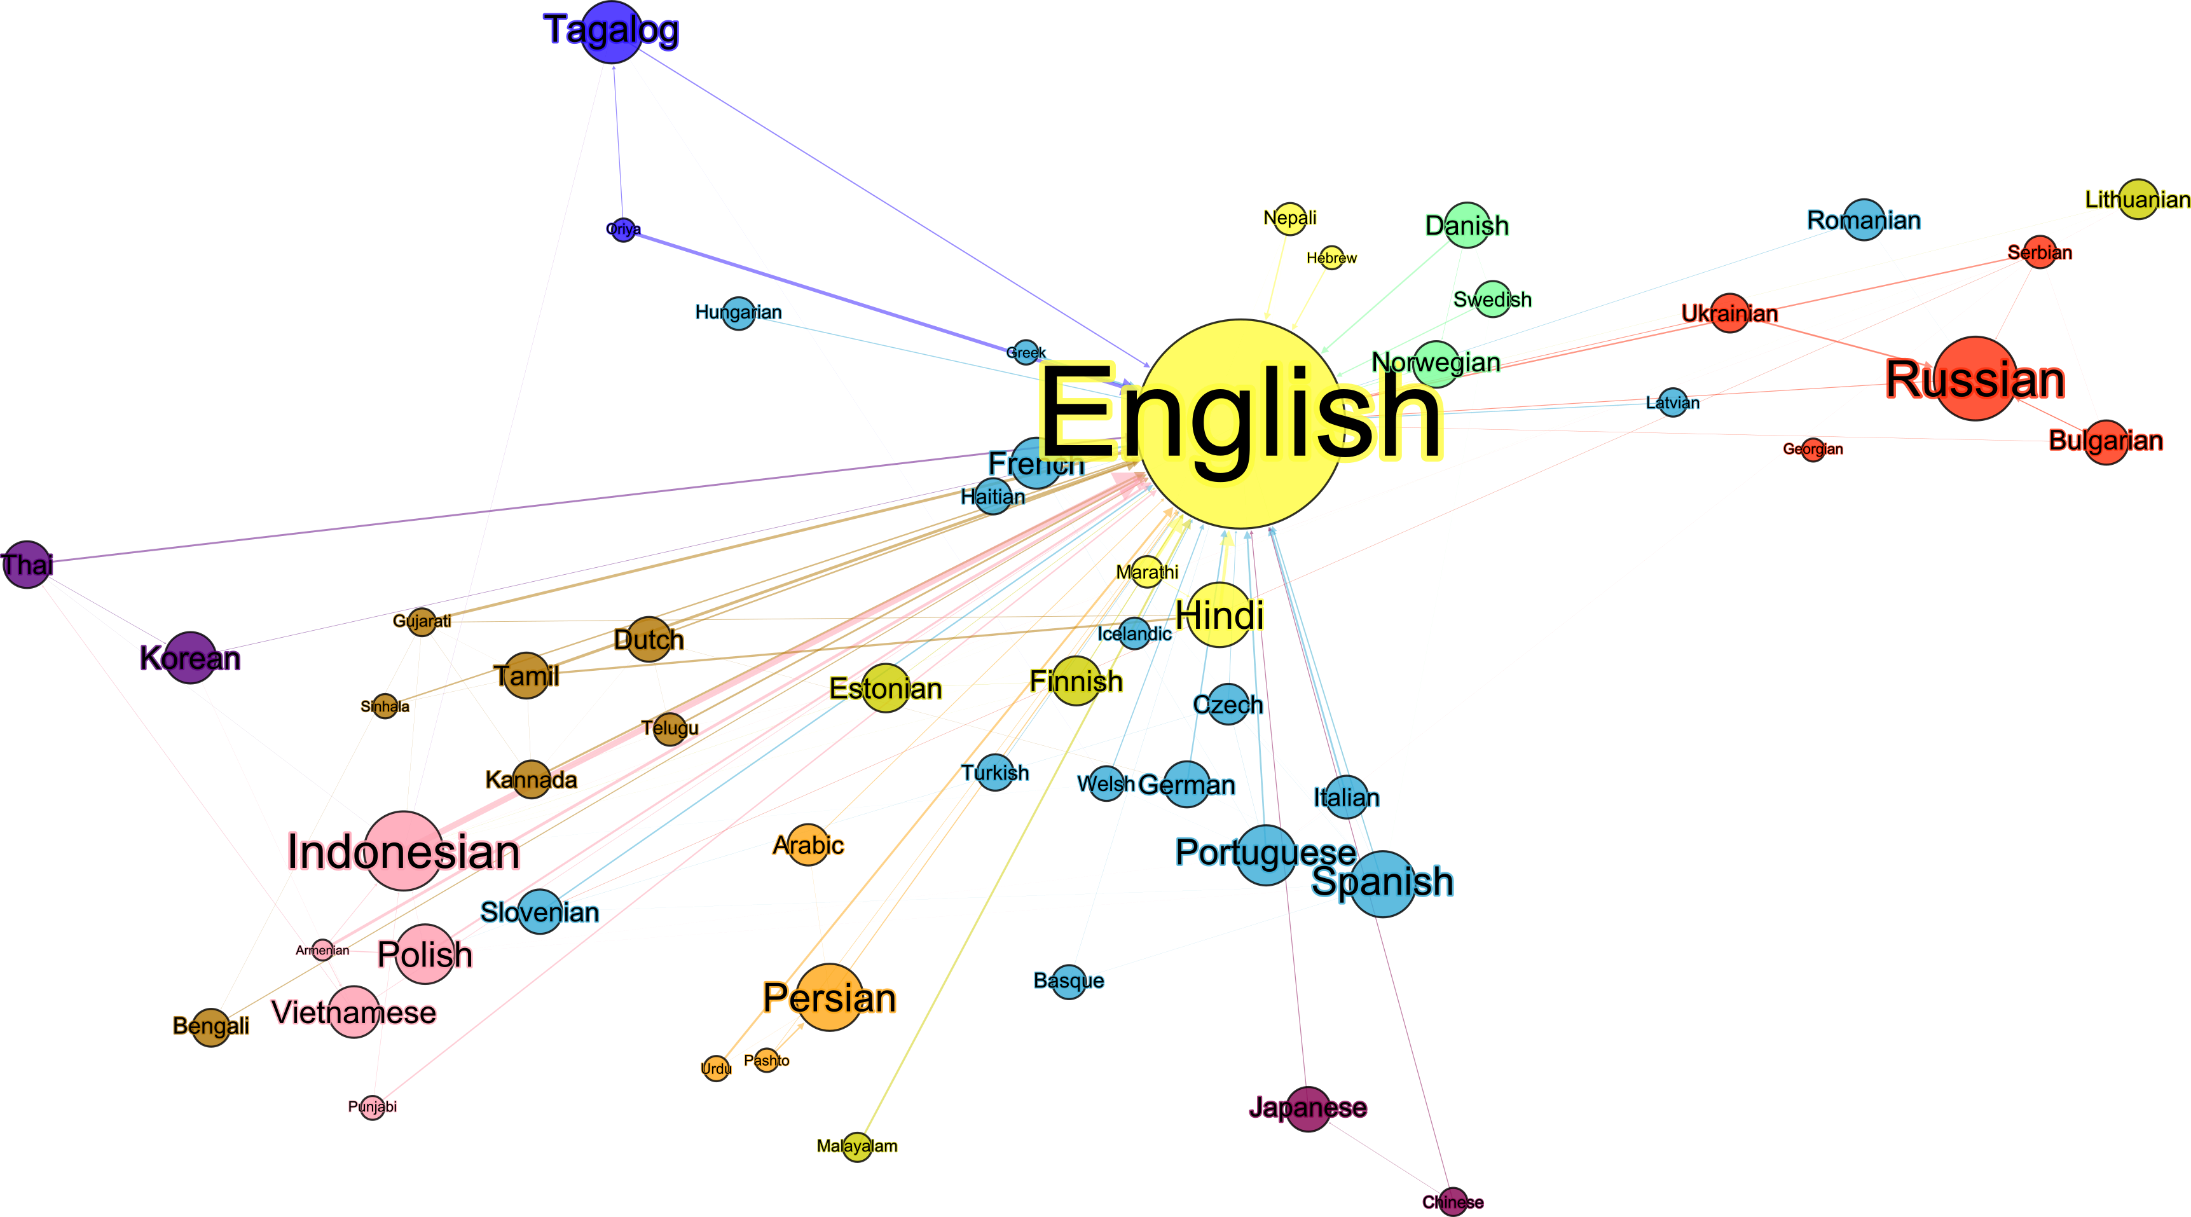 Tagalog
Lithuanian
Nepali
Danish
Romanian
Oriya
Serbian
Hebrew
Swedish
Hungarian
Ukrainian
Greek
Norwegian
Russian
Latvian
English
Bulgarian
Georgian
French
Haitian
Thai
Marathi
Gujarati
Hindi
Icelandic
Dutch
Korean
Tamil
Estonian
Finnish
Sinhala
Czech
Telugu
Turkish
Kannada
Welsh
German
Italian
Arabic
Indonesian
Portuguese
Spanish
Slovenian
Armenian
Polish
Basque
Persian
Vietnamese
Bengali
Pashto
Urdu
Punjabi
Japanese
Malayalam
Chinese